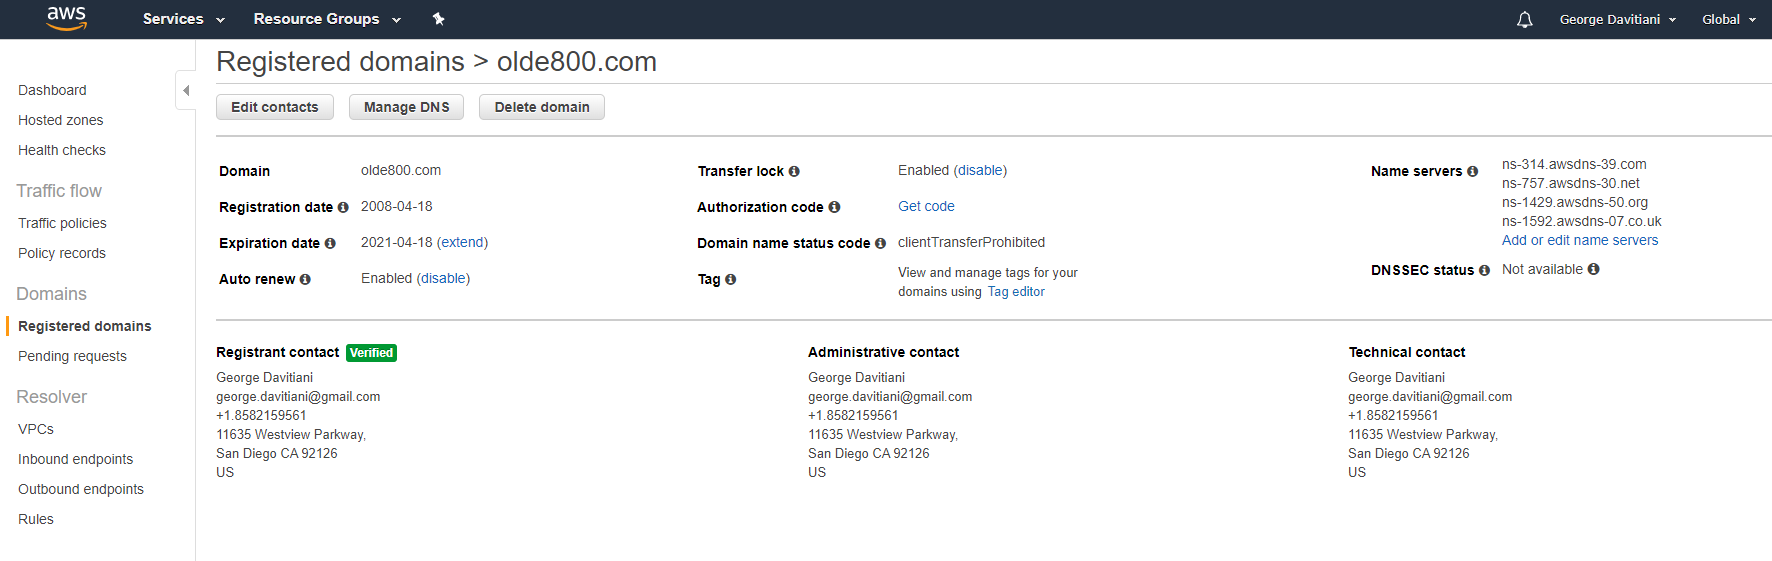 aws Services Resource Groups George Davitiani Global
Dashboard
Hosted zones
Health checks
Traffic flow
Traffic policies
Policy records
Domains
Registered domains
Pending requests
Resolver
VPCs
Inbound endpoints
Outbound endpoints
Rules
Registered domains > olde800.com
Edit contacts Manage DNS Delete domain
Domain olde800.com
Registration date 2008-04-18
Expiration date 2021-04-18 (extend)
Auto renew Enabled (disable)
Transfer lock Enabled (disable)
Authorization code Get code
Domain name status code clientTransferProhibited
Tag View and manage tags for your
domains using Tag editor
Name servers ns-314.awsdns-39.com
ns-757.awsdns-30.net
ns-1429.awsdns-50.org
ns-1592.awsdns-07.co.uk
Add or edit name servers
DNSSEC status Not available
Registrant contact Verified
George Davitiani
george.davitiani@gmail.com
+1.8582159561
11635 Westview Parkway,
San Diego CA 92126
US
Administrative contact
George Davitiani
george.davitiani@gmail.com
+1.8582159561
11635 Westview Parkway,
San Diego CA 92126
US
Technical contact
George Davitiani
george.davitiani@gmail.com
+1.8582159561
11635 Westview Parkway,
San Diego CA 92126
US